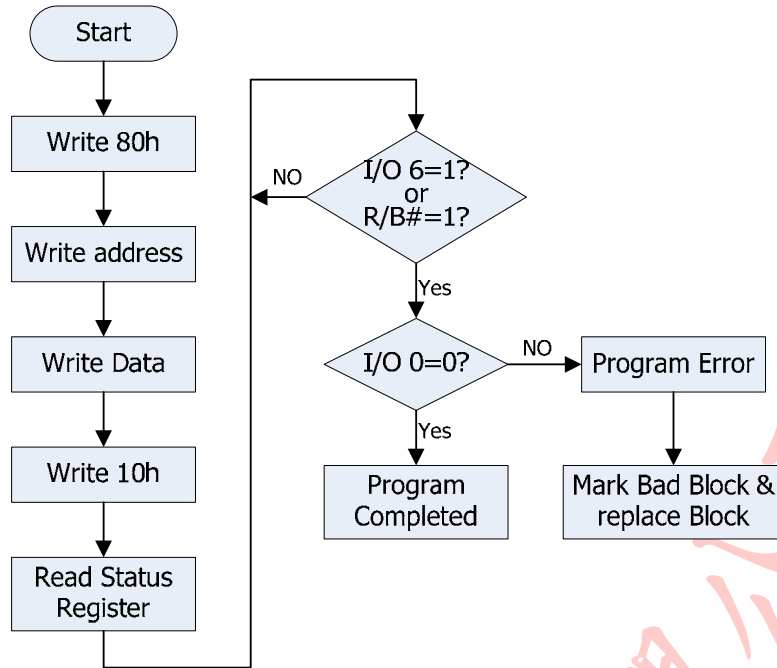 Start
Write 80h
Write address
Write Data
Write 10h
Read Status
Register
I/O 6=1?
or
R/B#=1?
NO
Yes
I/O 0=0?
NO
Yes
Program
Completed
Program Error
Mark Bad Block &
replace Block